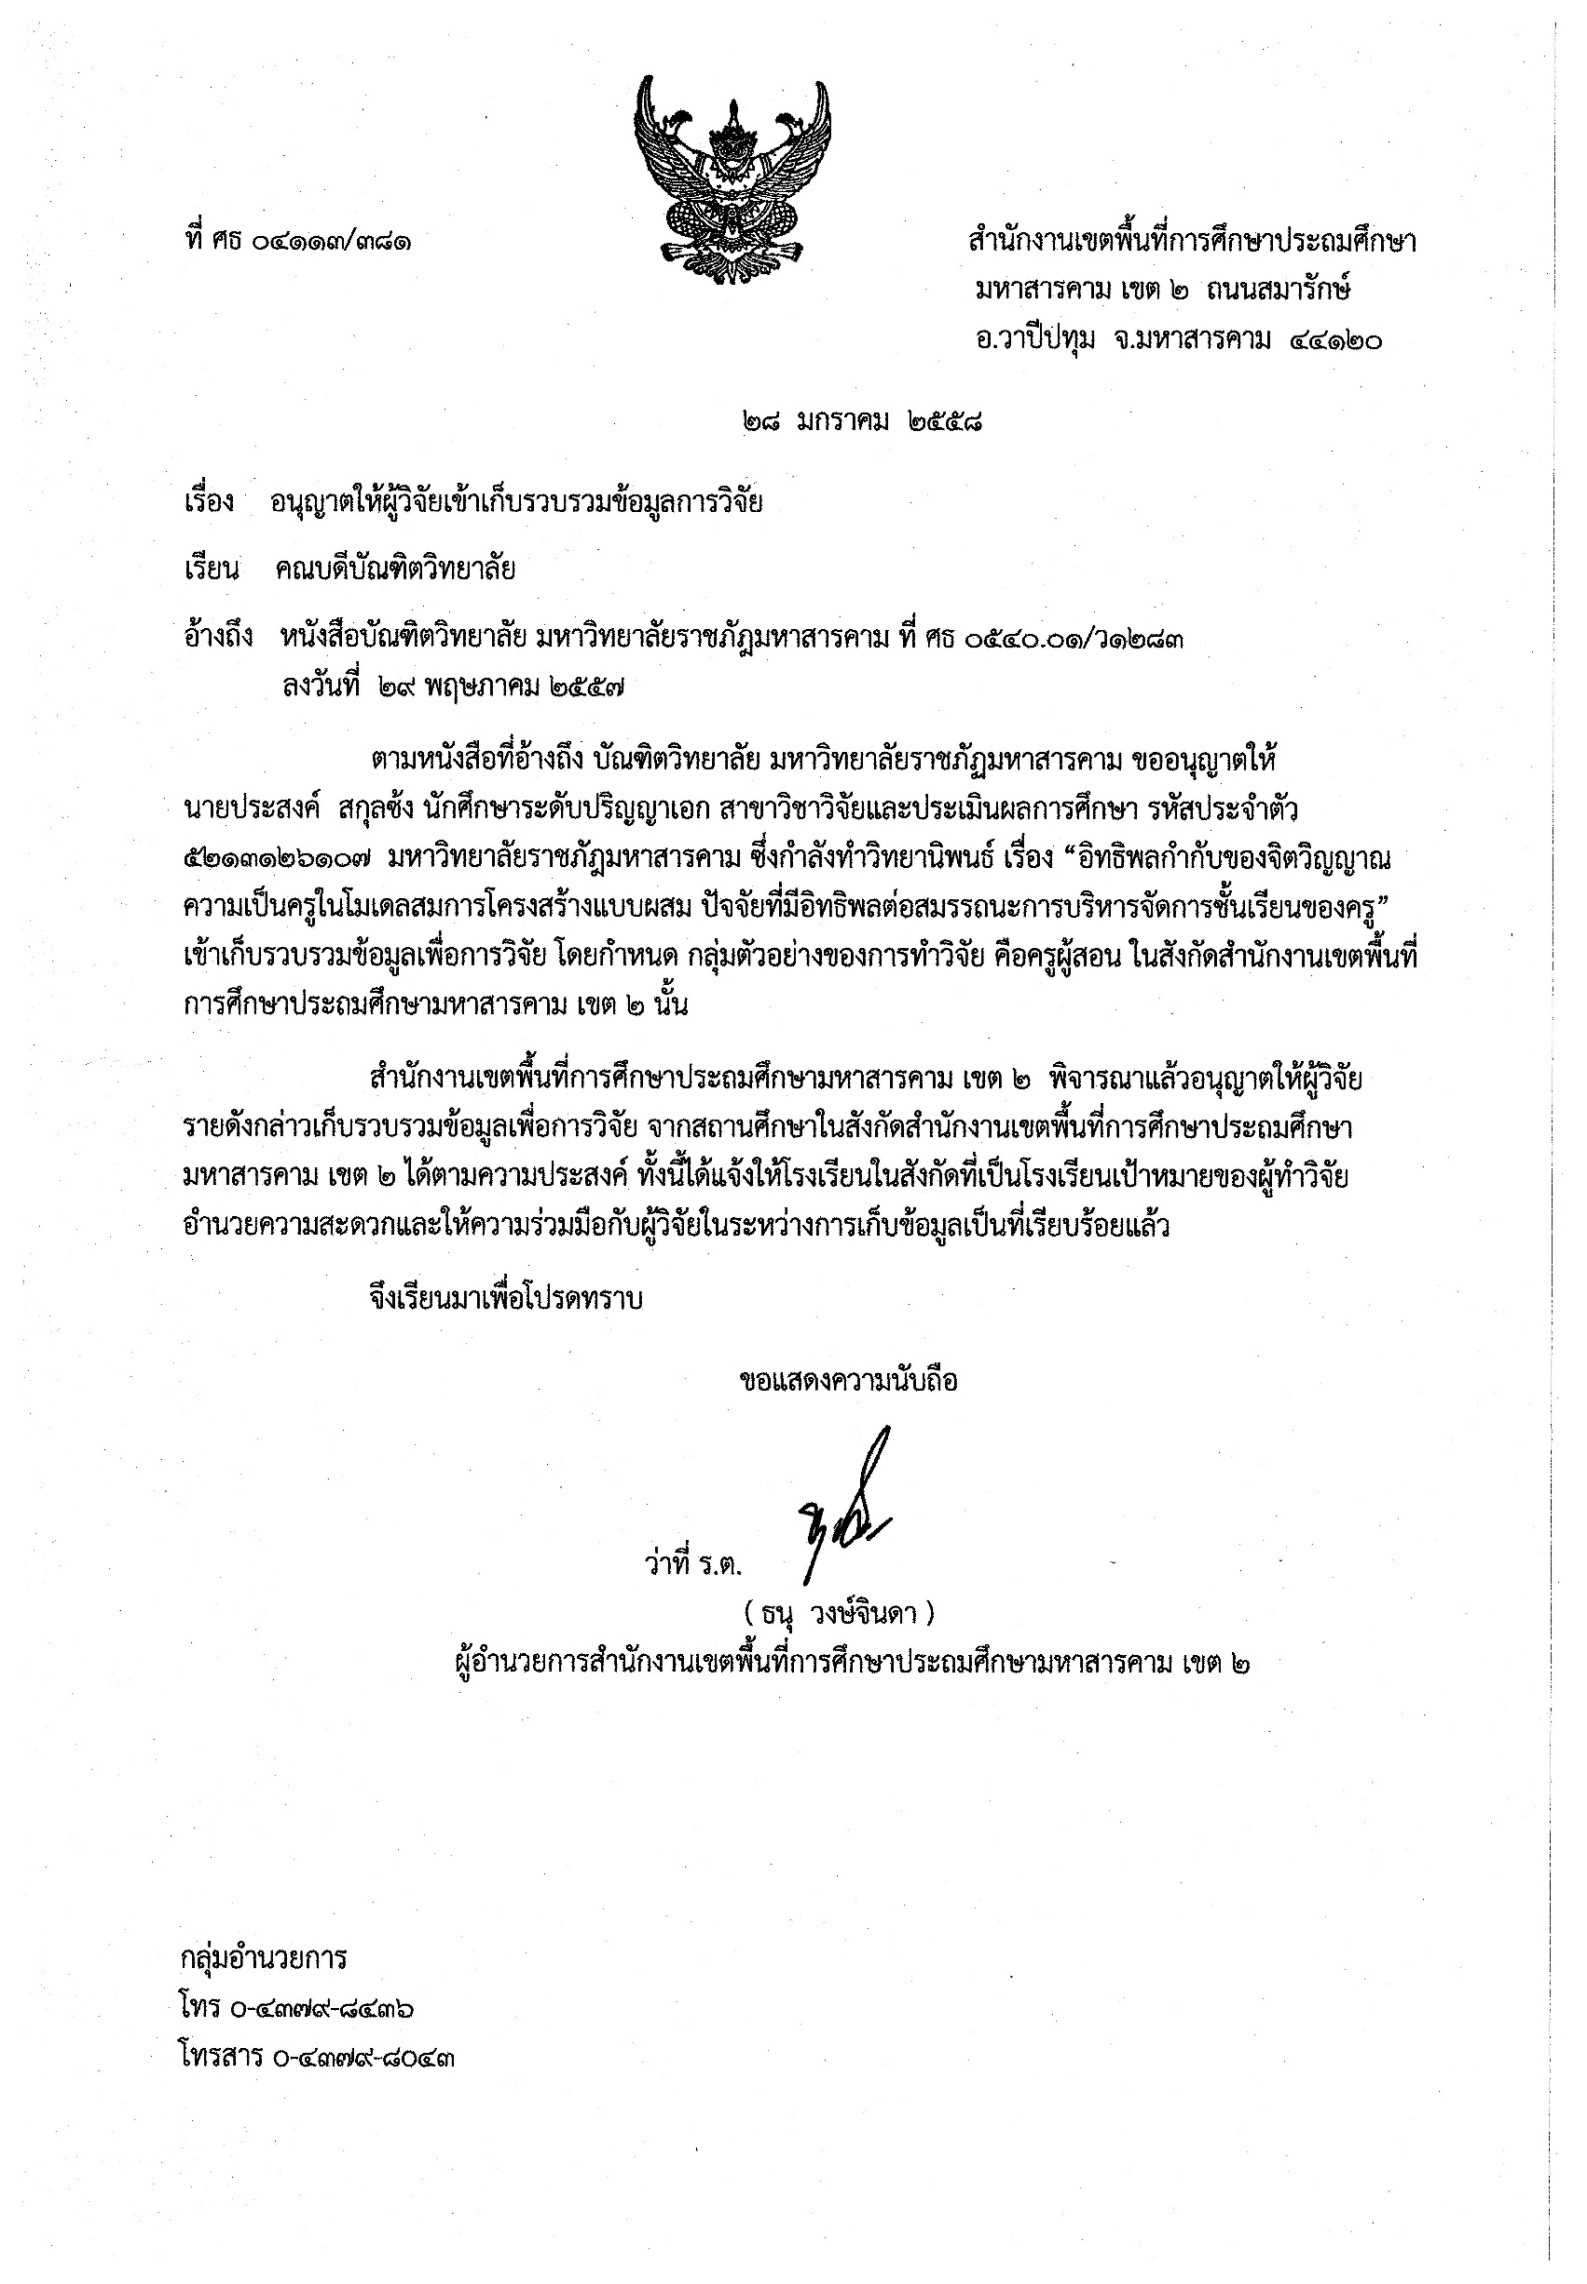 ที่ ศธ ๐๔๑๑๓/๓๘๑
สำนักงานเขตพื้นที่การศึกษาประถมศึกษา
มหาสารคาม เขต ๒ ถนนสมารักษ์
อ.วาปีปทุม จ.มหาสารคาม ๔๔๑๒๐
๒๘ มกราคม ๒๕๕๘
เรื่อง อนุญาตให้ผู้วิจัยเข้าเก็บรวบรวมข้อมูลการวิจัย
เรียน คณบดีบัณฑิตวิทยาลัย
อ้างถึง หนังสือบัณฑิตวิทยาลัย มหาวิทยาลัยราชภัฏมหาสารคาม ที่ ศธ ๐๕๔๐.๐๑/ว๑๒๘๓
ลงวันที่ ๒๙ พฤษภาคม ๒๕๕๗
ตามหนังสือที่อ้างถึง บัณฑิตวิทยาลัย มหาวิทยาลัยราชภัฏมหาสารคาม ขออนุญาตให้
นายประสงค์ สกุลซ้ง นักศึกษาระดับปริญญาเอก สาขาวิชาวิจัยและประเมินผลการศึกษา รหัสประจำตัว
๕๒๑๓๑๒๖๑๐๗ มหาวิทยาลัยราชภัฏมหาสารคาม ซึ่งกำลังทำวิทยานิพนธ์ เรื่อง “อิทธิพลกำกับของจิตวิญญาณ
ความเป็นครูในโมเดลสมการโครงสร้างแบบผสม ปัจจัยที่มีอิทธิพลต่อสมรรถนะการบริหารจัดการชั้นเรียนของครู”
เข้าเก็บรวบรวมข้อมูลเพื่อการวิจัย โดยกำหนด กลุ่มตัวอย่างของการทำวิจัย คือครูผู้สอน ในสังกัดสำนักงานเขตพื้นที่
การศึกษาประถมศึกษามหาสารคาม เขต ๒ นั้น
สำนักงานเขตพื้นที่การศึกษาประถมศึกษามหาสารคาม เขต ๒ พิจารณาแล้วอนุญาตให้ผู้วิจัย
รายดังกล่าวเก็บรวบรวมข้อมูลเพื่อการวิจัย จากสถานศึกษาในสังกัดสำนักงานเขตพื้นที่การศึกษาประถมศึกษา
มหาสารคาม เขต ๒ ได้ตามความประสงค์ ทั้งนี้ได้แจ้งให้โรงเรียนในสังกัดที่เป็นโรงเรียนเป้าหมายของผู้ทำวิจัย
อำนวยความสะดวกและให้ความร่วมมือกับผู้วิจัยในระหว่างการเก็บข้อมูลเป็นที่เรียบร้อยแล้ว
จึงเรียนมาเพื่อโปรดทราบ
ขอแสดงความนับถือ
ว่าที่ ร.ต.
( ธนุ วงษ์จินดา )
ผู้อำนวยการสำนักงานเขตพื้นที่การศึกษาประถมศึกษามหาสารคาม เขต ๒
กลุ่มอำนวยการ
โทร ๐-๔๓๗๙-๘๔๓๖
โทรสาร ๐-๔๓๗๙-๘๐๔๓